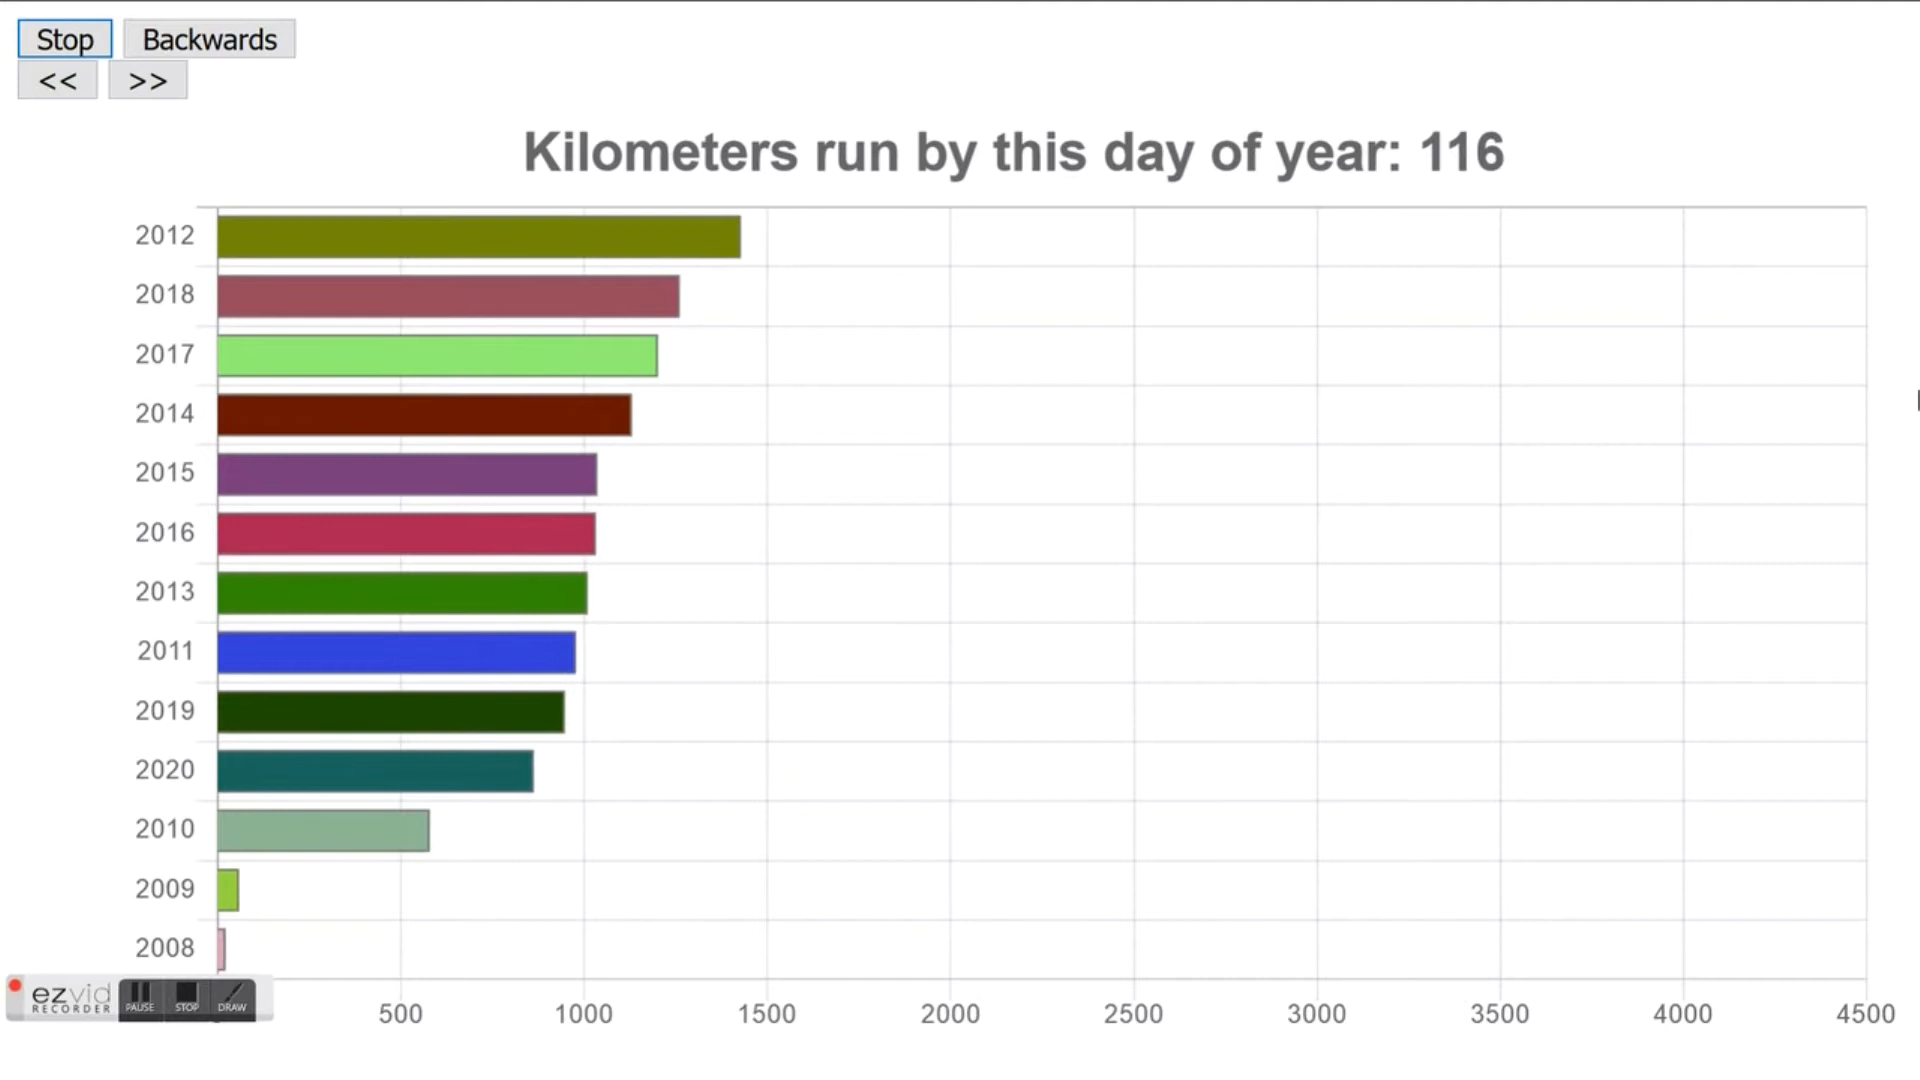 Stop Backwards
<< >>
Kilometers run by this day of year: 116
2012
2018
2017
2014
2015
2016
2013
2011
2019
2020
2010
2009
2008
500 1000 1500 2000 2500 3000 3500 4000 4500
ezvid
RECORDER
PAUSE STOP DRAW